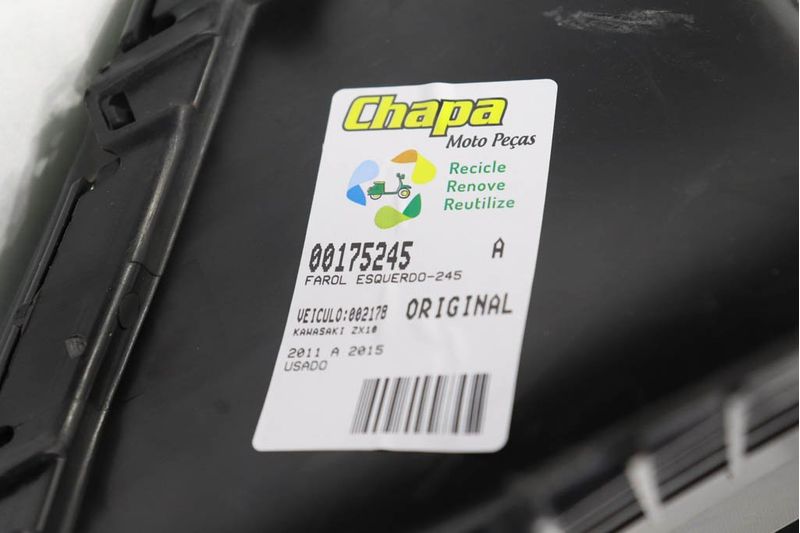 Chapa
Moto Peças
Recicle
Renove
Reutilize
00175245 A
FAROL ESQUERDO-245
VEICULO:002178 ORIGINAL
KAWASAKI ZX10
2011 A 2015
USADO